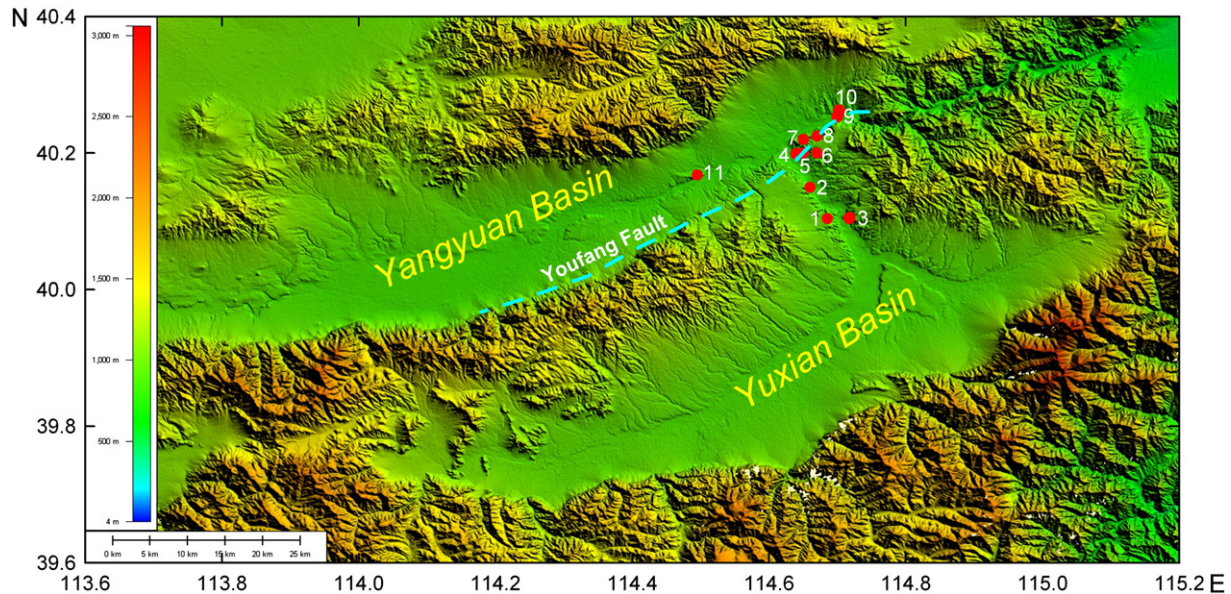 N
40.4
40.2
40.0
39.8
39.6
3,000 m
2,500 m
2,000 m
1,500 m
1,000 m
500 m
4 m
0 km 5 km 10 km 15 km 20 km 25 km
10
9
8
7
4
5
6
11
2
1
3
Yangyuan Basin
Youfang Fault
Yuxian Basin
113.6 113.8 114.0 114.2 114.4 114.6 114.8 115.0 115.2 E